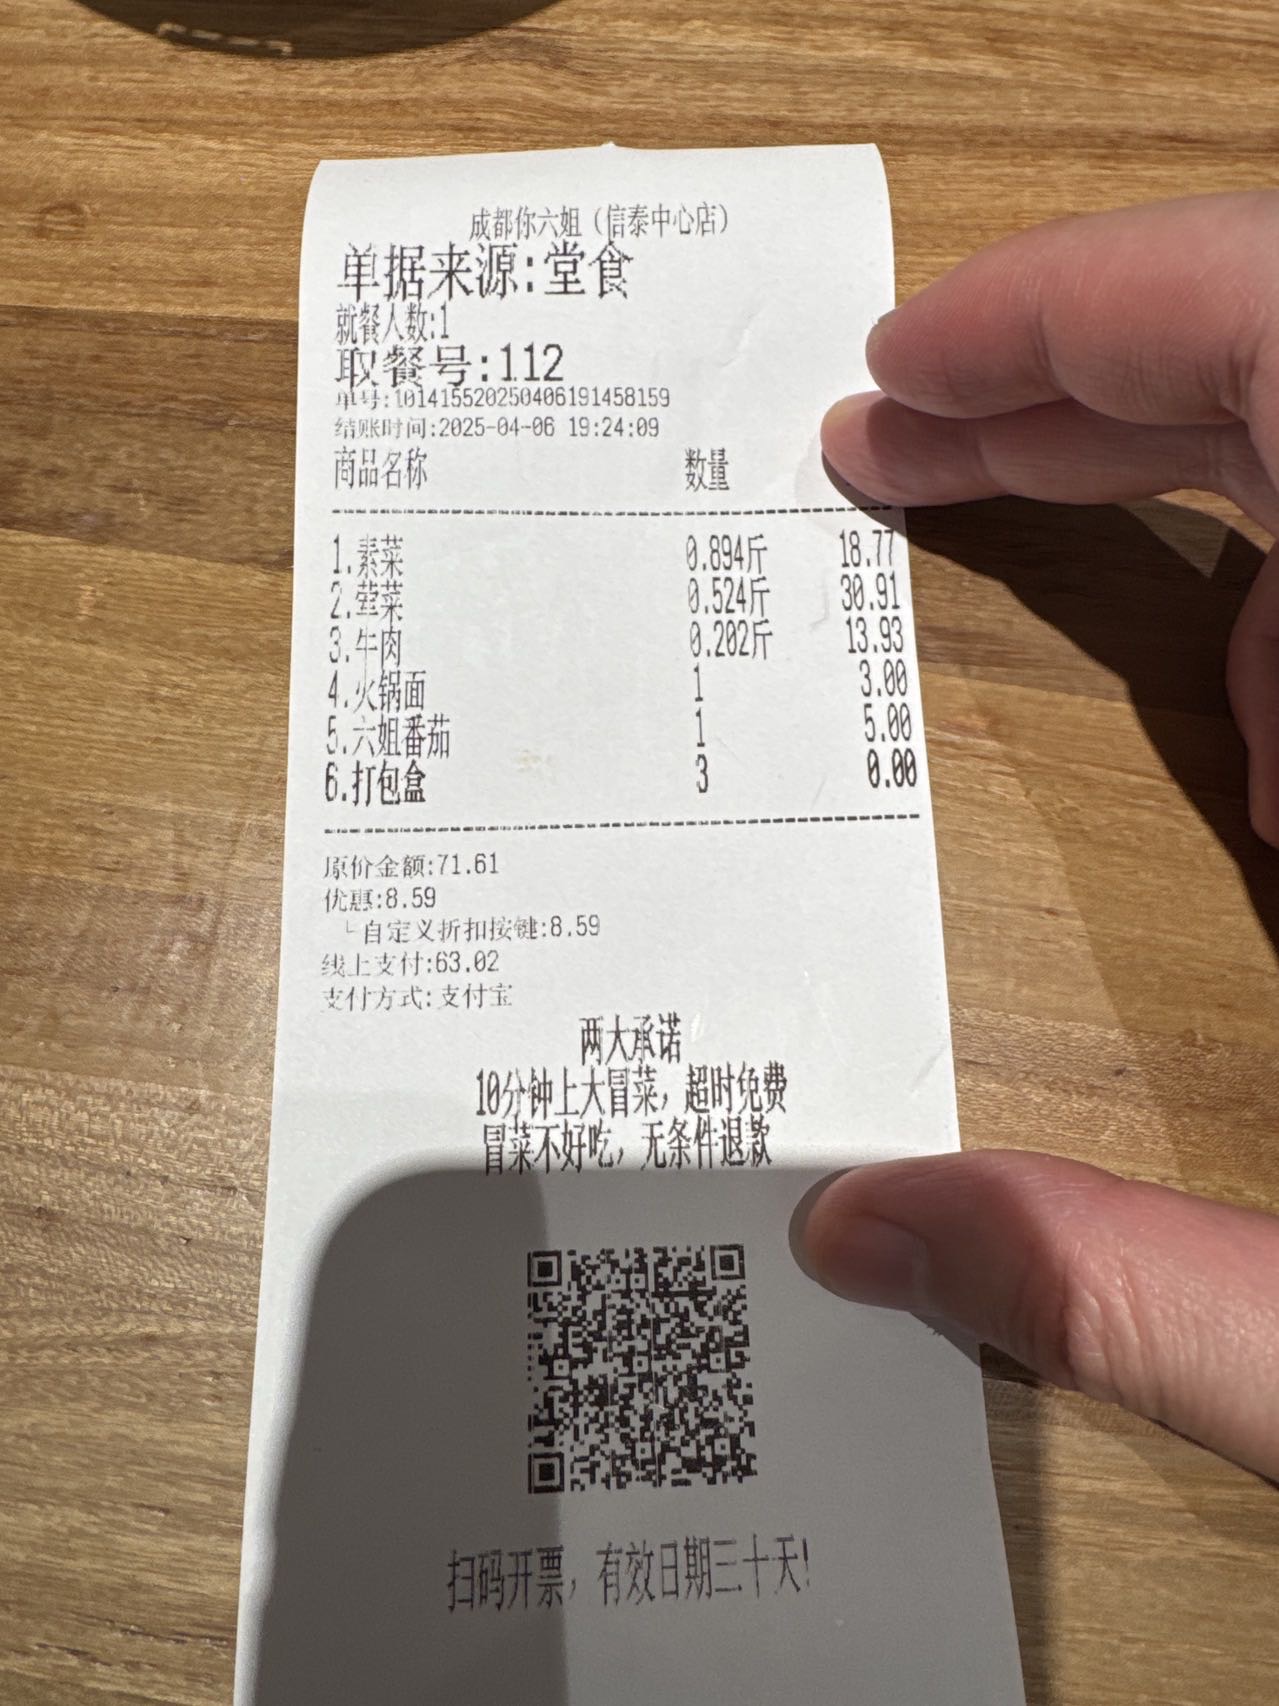 成都你六姐（信泰中心店）
单据来源:堂食
就餐人数:1
取餐号:112
单号:101415520250406191458159
结账时间:2025-04-06 19:24:09
商品名称 数量
1.素菜 0.894斤 18.77
2.荤菜 0.524斤 30.91
3.牛肉 0.202斤 13.93
4.火锅面 1 3.00
5.六姐番茄 1 5.00
6.打包盒 3 0.00
原价金额:71.61
优惠:8.59
└自定义折扣按键:8.59
线上支付:63.02
支付方式:支付宝
两大承诺
10分钟上大冒菜，超时免费
冒菜不好吃，无条件退款
扫码开票，有效日期三十天!